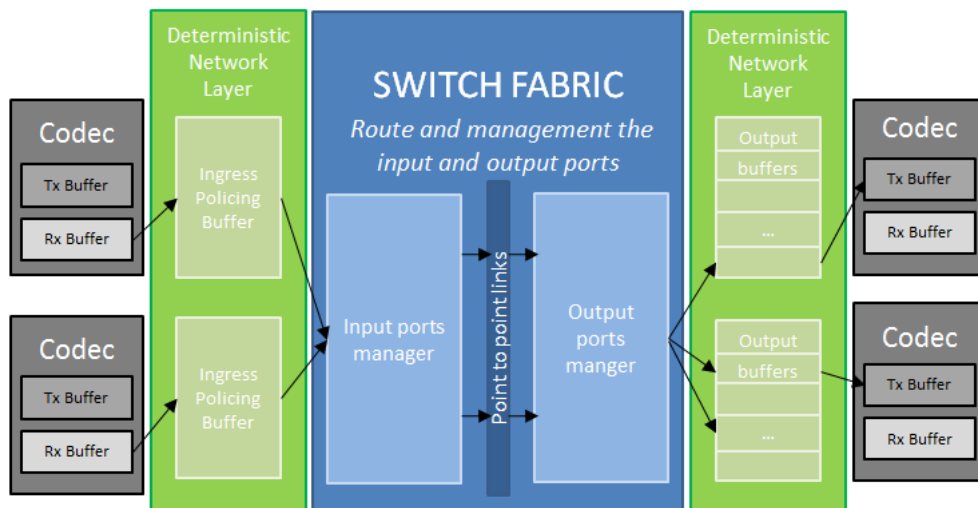 Codec
Tx Buffer
Rx Buffer
Codec
Tx Buffer
Rx Buffer
Deterministic
Network
Layer
Ingress
Policing
Buffer
Ingress
Policing
Buffer
SWITCH FABRIC
Route and management the
input and output ports
Input ports
manager
Point to point links
Output
ports
manger
Deterministic
Network
Layer
Output
buffers
...
Output
buffers
...
Codec
Tx Buffer
Rx Buffer
Codec
Tx Buffer
Rx Buffer